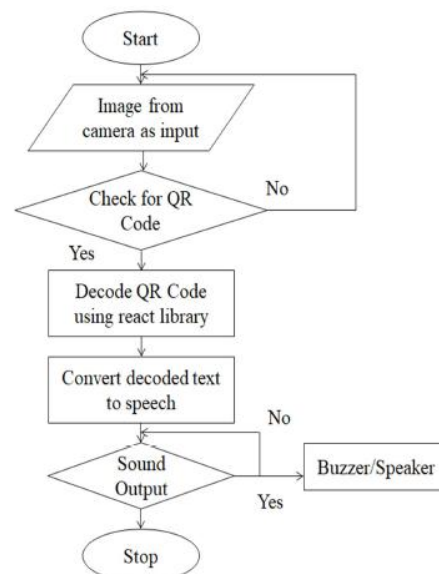 Start
Image from
camera as input
No
Check for QR
Code
Yes
Decode QR Code
using react library
Convert decoded text
to speech
No
Sound
Output
Buzzer/Speaker
Yes
Stop